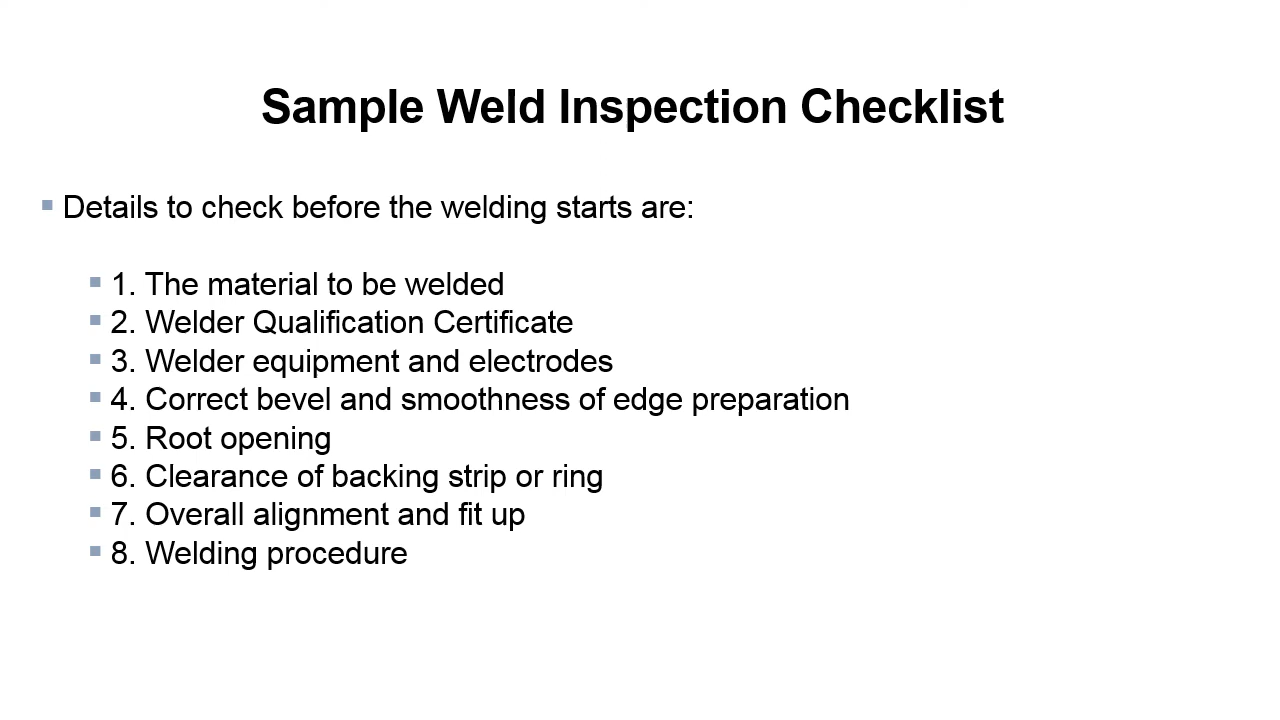 Sample Weld Inspection Checklist
Details to check before the welding starts are:
1. The material to be welded
2. Welder Qualification Certificate
3. Welder equipment and electrodes
4. Correct bevel and smoothness of edge preparation
5. Root opening
6. Clearance of backing strip or ring
7. Overall alignment and fit up
8. Welding procedure